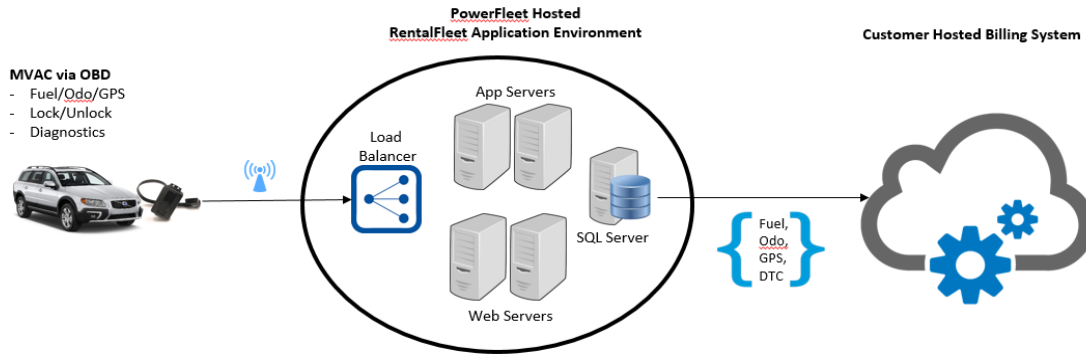 PowerFleet Hosted
RentalFleet Application Environment
Customer Hosted Billing System
MVAC via OBD
- Fuel/Odo/GPS
- Lock/Unlock
- Diagnostics
App Servers
Load
Balancer
SQL Server
Web Servers
{ Fuel, }
Odo,
GPS,
DTC